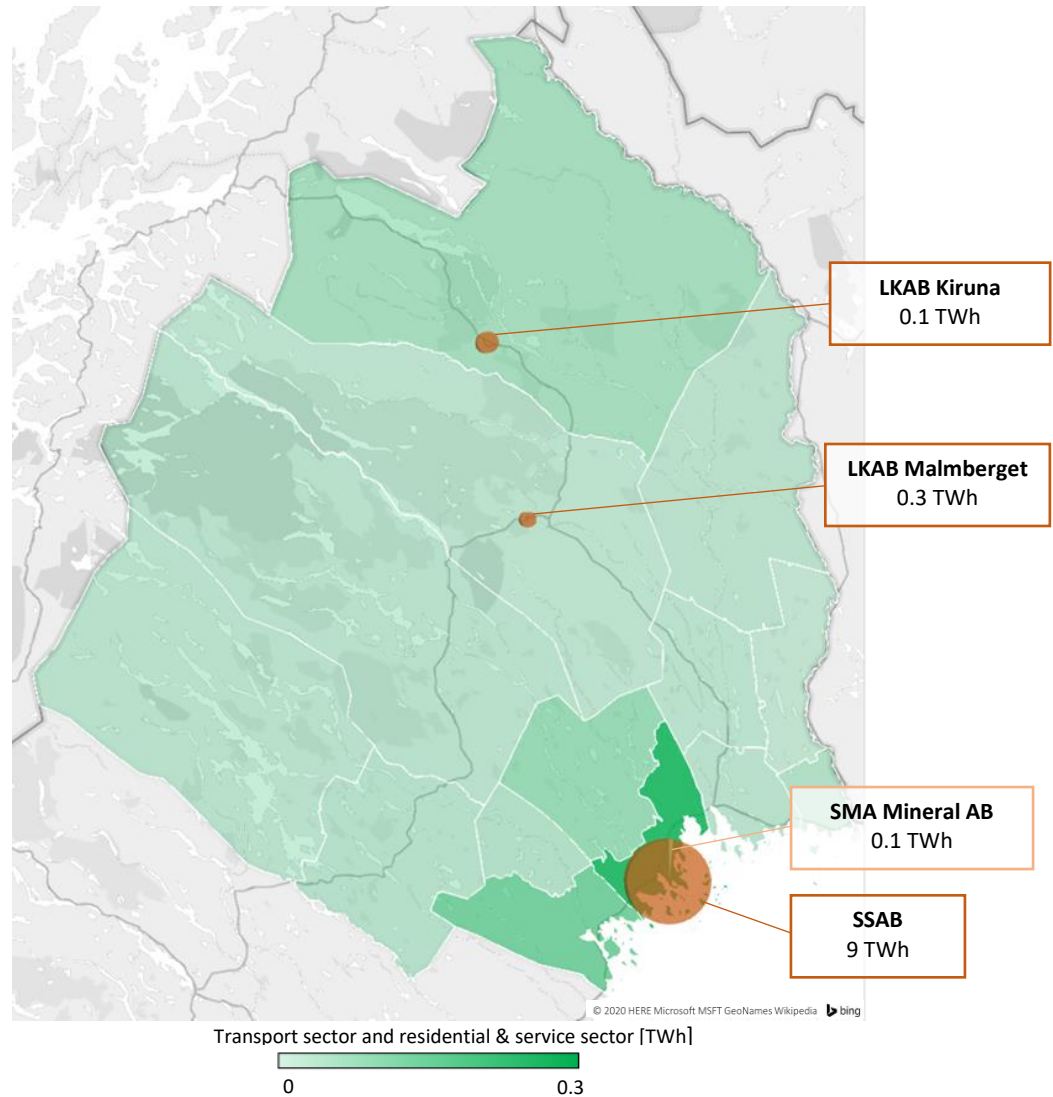 LKAB Kiruna
0.1 TWh
LKAB Malmberget
0.3 TWh
SMA Mineral AB
0.1 TWh
SSAB
9 TWh
© 2020 HERE Microsoft MSFT GeoNames Wikipedia bing
Transport sector and residential & service sector [TWh]
0 0.3